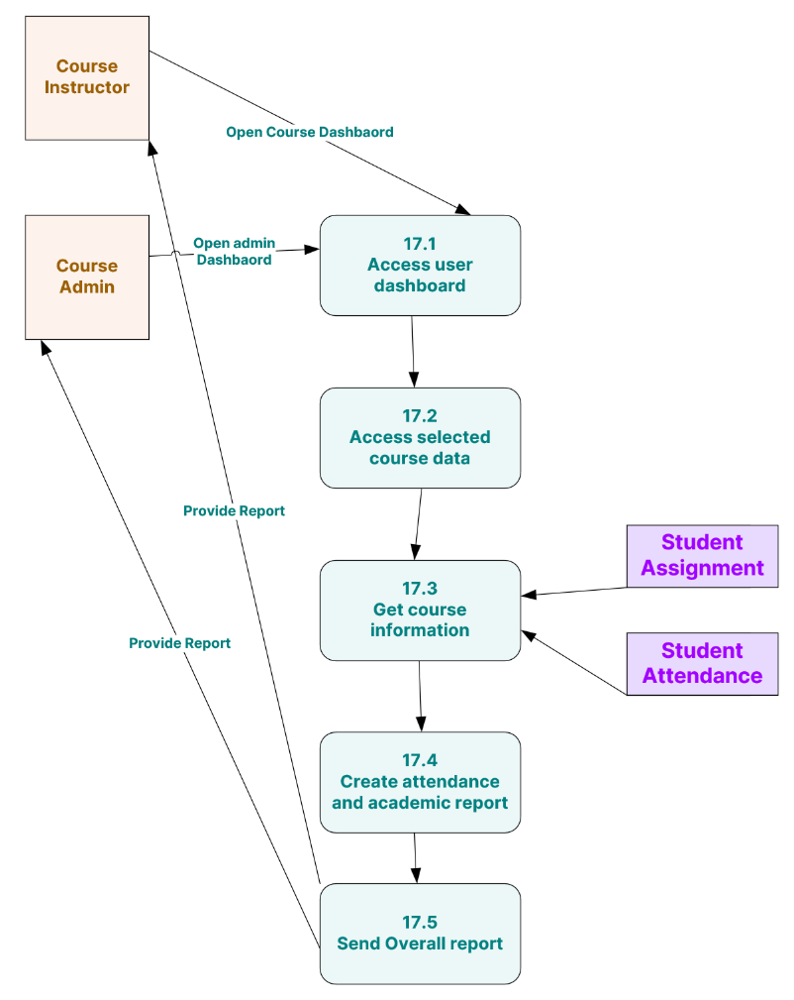 Course
Instructor
Open Course Dashbaord
Course
Admin
Open admin
Dashbaord
17.1
Access user
dashboard
17.2
Access selected
course data
Provide Report
Student
Assignment
17.3
Get course
information
Provide Report
Student
Attendance
17.4
Create attendance
and academic report
17.5
Send Overall report